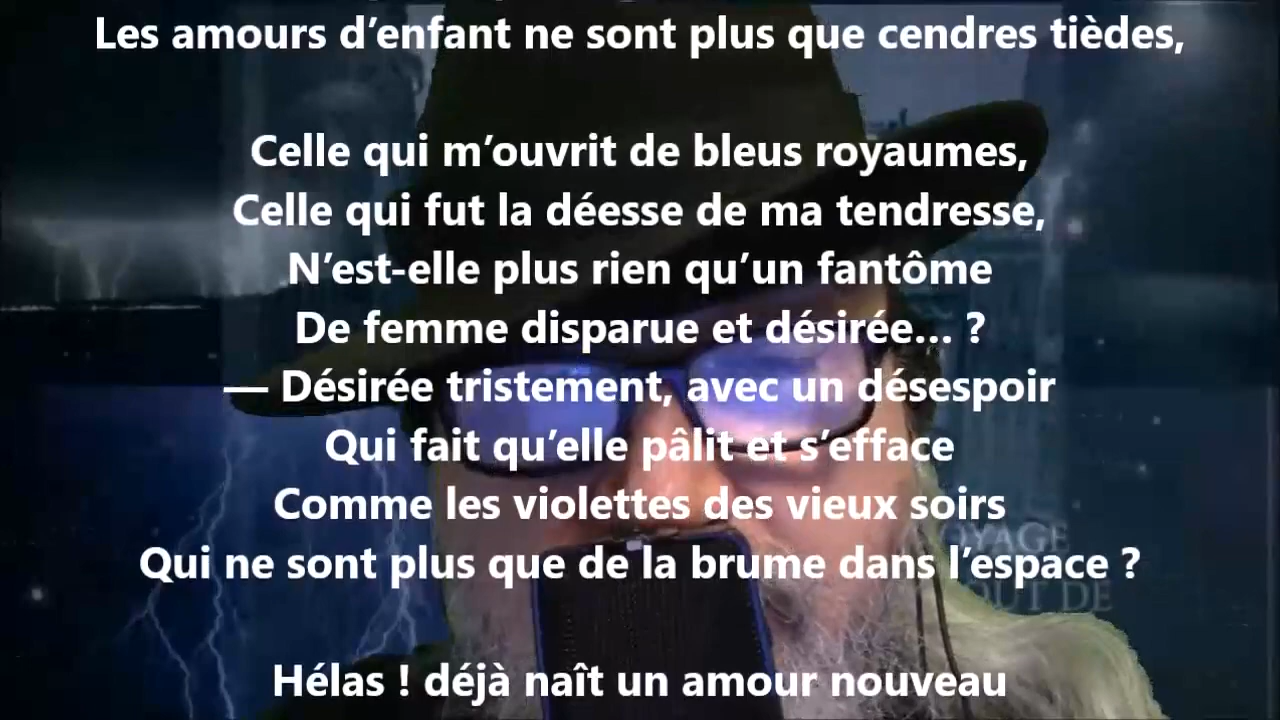 Les amours d’enfant ne sont plus que cendres tièdes,
Celle qui m’ouvrit de bleus royaumes,
Celle qui fut la déesse de ma tendresse,
N’est-elle plus rien qu’un fantôme
De femme disparue et désirée… ?
— Désirée tristement, avec un désespoir
Qui fait qu’elle pâlit et s’efface
Comme les violettes des vieux soirs
Qui ne sont plus que de la brume dans l’espace ?
Hélas ! déjà naît un amour nouveau
OYAGE
OUT DE